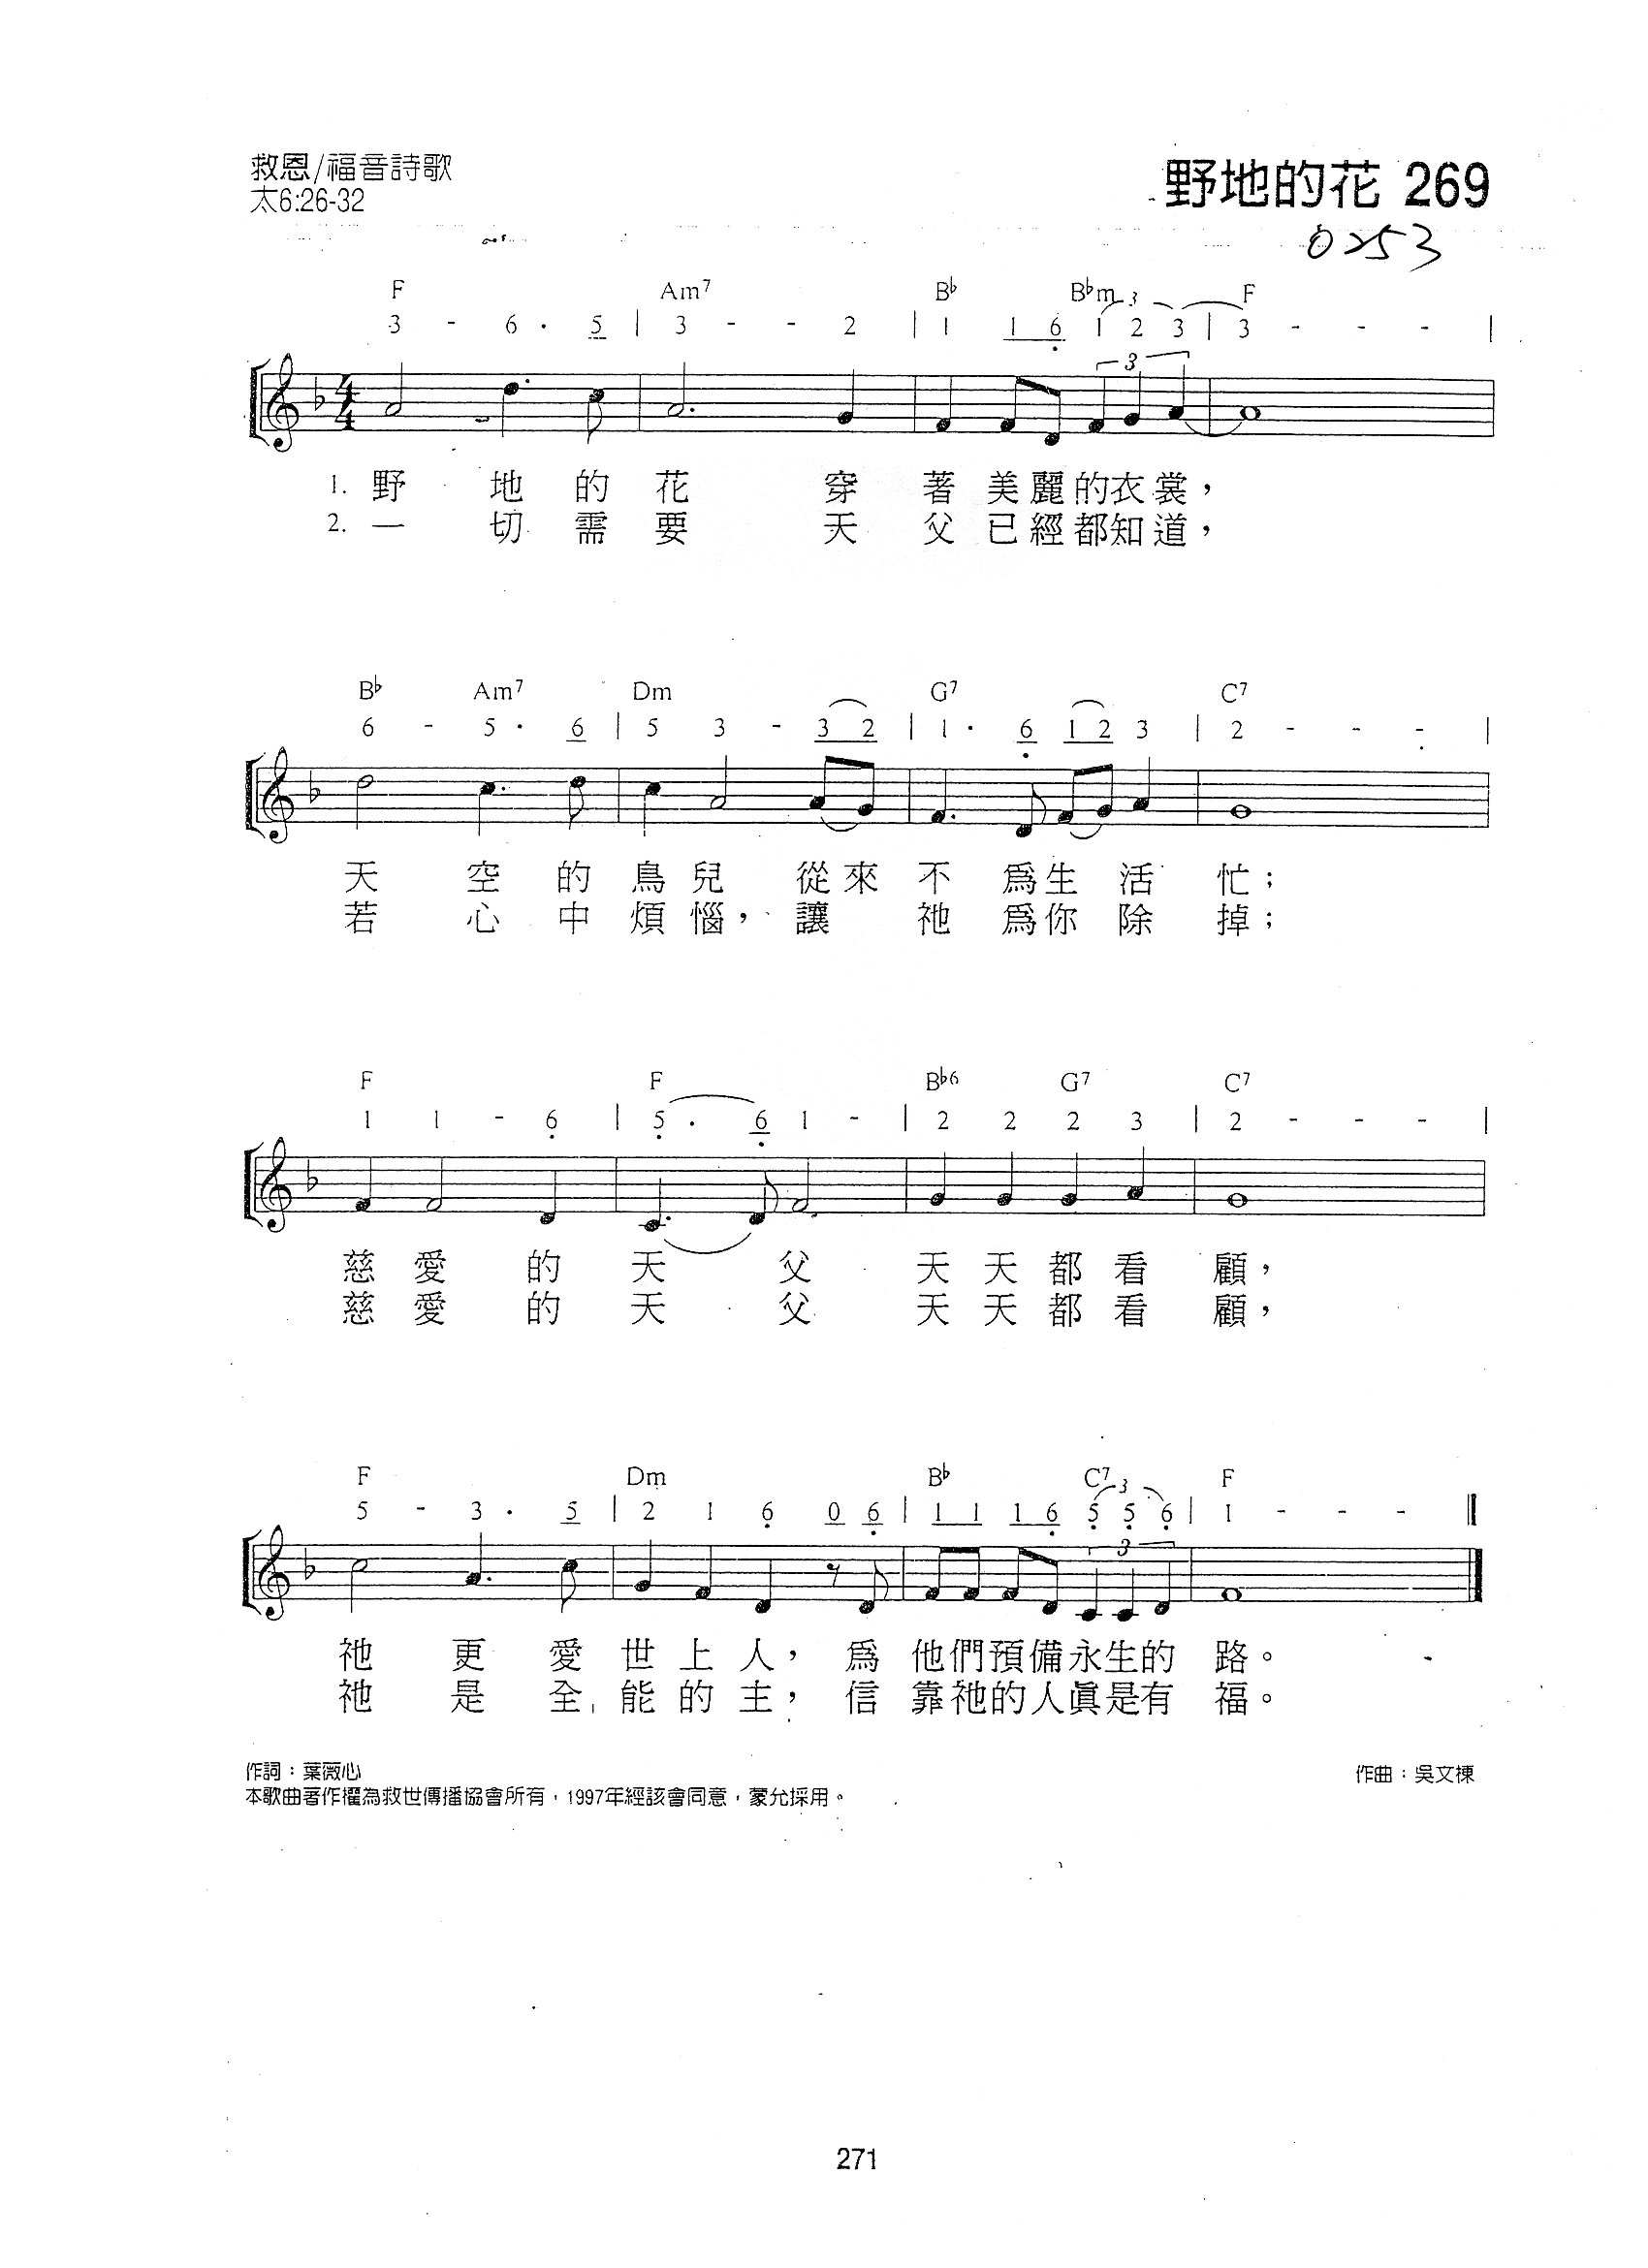 救恩/福音詩歌
太6:26-32
野地的花 269
0253
F Am7 B♭ B♭m 3 F
3 - 6 · 5 | 3 - - 2 | 1 1 6 1 2 3 | 3 - - - |
4/4 3
1. 野地的花穿著美麗的衣裳，
2. 一切需要天父已經都知道，
B♭ Am7 Dm G7 C7
6 - 5 · 6 | 5 3 - 3 2 | 1 · 6 1 2 3 | 2 - - - |
天空的鳥兒從來不爲生活忙；
若心中煩惱，讓祂爲你除掉；
F F B♭6 G7 C7
1 1 - 6 | 5 · 6 1 - | 2 2 2 3 | 2 - - - |
慈愛的天父天天都看顧，
慈愛的天父天天都看顧，
F Dm B♭ C7 3 F
5 - 3 · 5 | 2 1 6 0 6 | 1 1 1 6 5 5 6 | 1 - - - ‖
3
祂更愛世上人，爲他們預備永生的路。
祂是全能的主，信靠祂的人眞是有福。
作詞：葉薇心
作曲：吳文棟
本歌曲著作權為救世傳播協會所有，1997年經該會同意，蒙允採用。
271